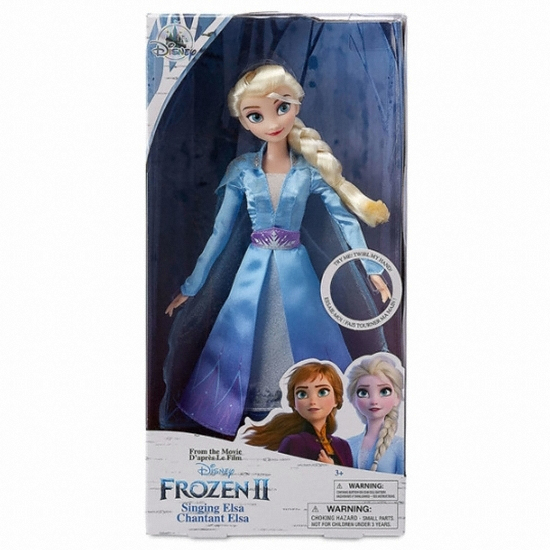 Disney
TRY ME! TWIRL MY HAND!
From the Movie
D'après Le Film
Disney
FROZEN II
Singing Elsa
Chantant Elsa
3+
WARNING:
WARNING:
CHOKING HAZARD - SMALL PARTS.
NOT FOR CHILDREN UNDER 3 YEARS.